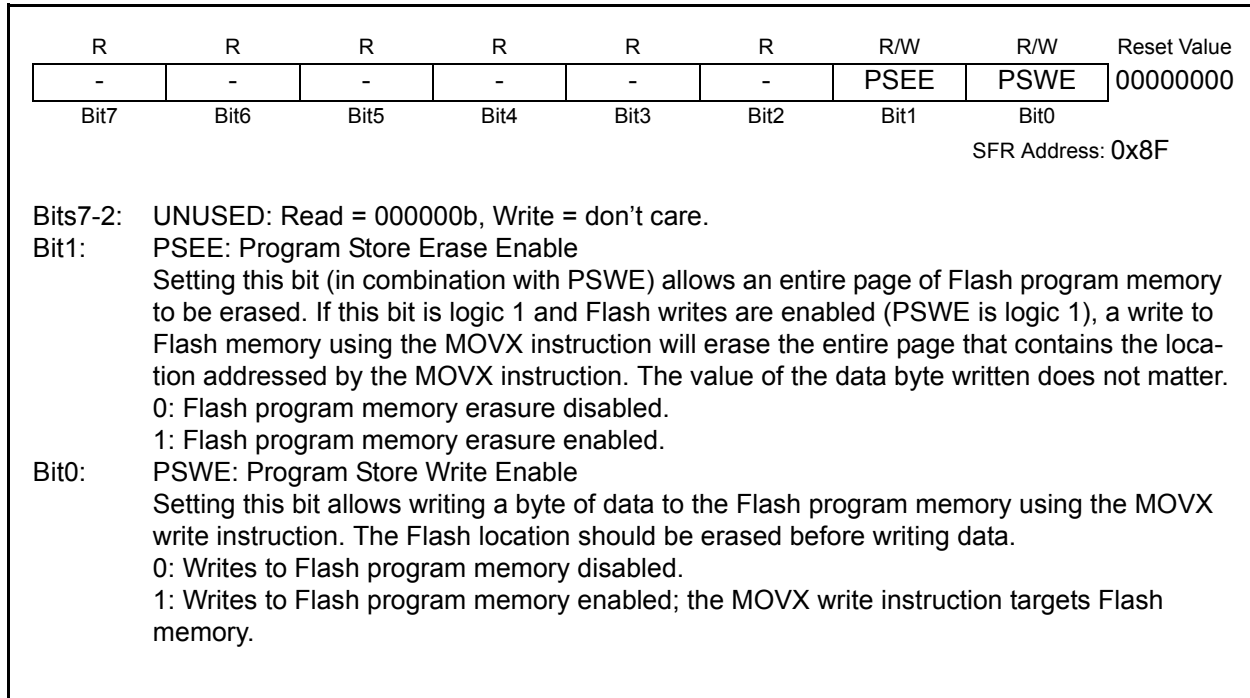 R R R R R R R/W R/W Reset Value
- - - - - - PSEE PSWE 00000000
Bit7 Bit6 Bit5 Bit4 Bit3 Bit2 Bit1 Bit0
SFR Address: 0x8F
Bits7-2: UNUSED: Read = 000000b, Write = don’t care.
Bit1: PSEE: Program Store Erase Enable
Setting this bit (in combination with PSWE) allows an entire page of Flash program memory
to be erased. If this bit is logic 1 and Flash writes are enabled (PSWE is logic 1), a write to
Flash memory using the MOVX instruction will erase the entire page that contains the loca-
tion addressed by the MOVX instruction. The value of the data byte written does not matter.
0: Flash program memory erasure disabled.
1: Flash program memory erasure enabled.
Bit0: PSWE: Program Store Write Enable
Setting this bit allows writing a byte of data to the Flash program memory using the MOVX
write instruction. The Flash location should be erased before writing data.
0: Writes to Flash program memory disabled.
1: Writes to Flash program memory enabled; the MOVX write instruction targets Flash
memory.